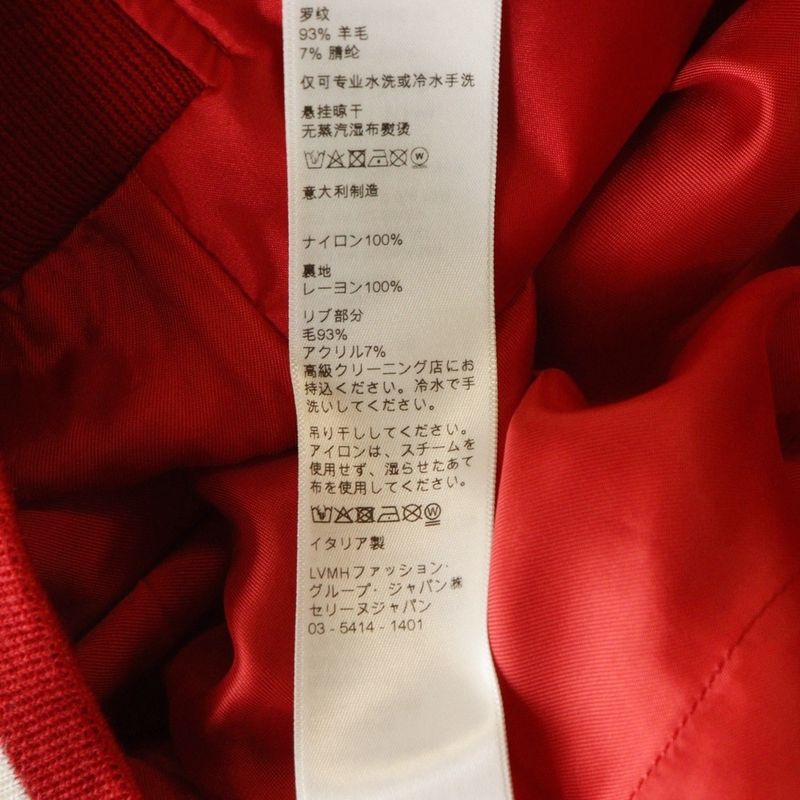 罗纹
93% 羊毛
7% 腈纶
仅可专业水洗或冷水手洗
悬挂晾干
无蒸汽湿布熨烫
意大利制造
ナイロン100%
裏地
レーヨン100%
リブ部分
毛93%
アクリル7%
高級クリーニング店にお
持込ください。冷水で手
洗いしてください。
吊り干ししてください。
アイロンは、スチームを
使用せず、湿らせたあて
布を使用してください。
イタリア製
LVMHファッション·
グループ· ジャパン㈱
セリーヌジャパン
03 - 5414 - 1401